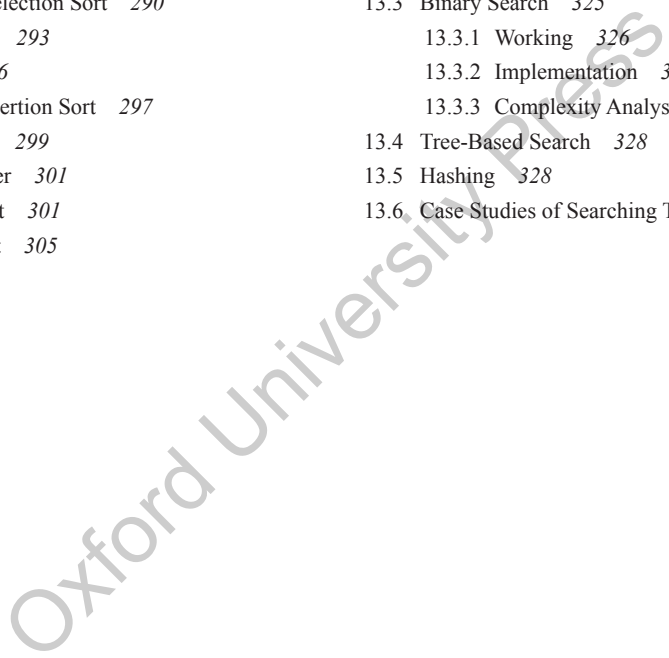 election Sort 290
293
6
ertion Sort 297
299
er 301
t 301
305
13.3 Binary Search 325
13.3.1 Working 326
13.3.2 Implementation 3
13.3.3 Complexity Analys
13.4 Tree-Based Search 328
13.5 Hashing 328
13.6 Case Studies of Searching T
Oxford University Press